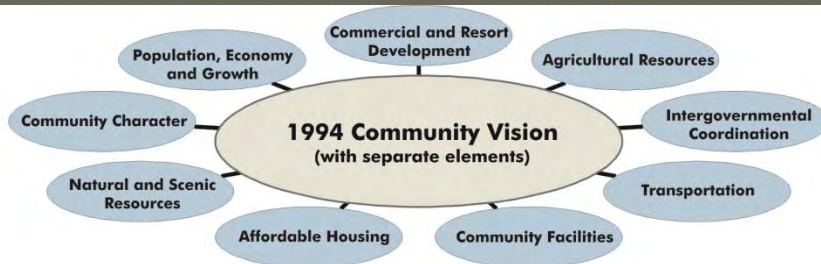 Commercial and Resort
Development
Population, Economy
and Growth
Agricultural Resources
Community Character
1994 Community Vision
(with separate elements)
Intergovernmental
Coordination
Natural and Scenic
Resources
Transportation
Affordable Housing
Community Facilities